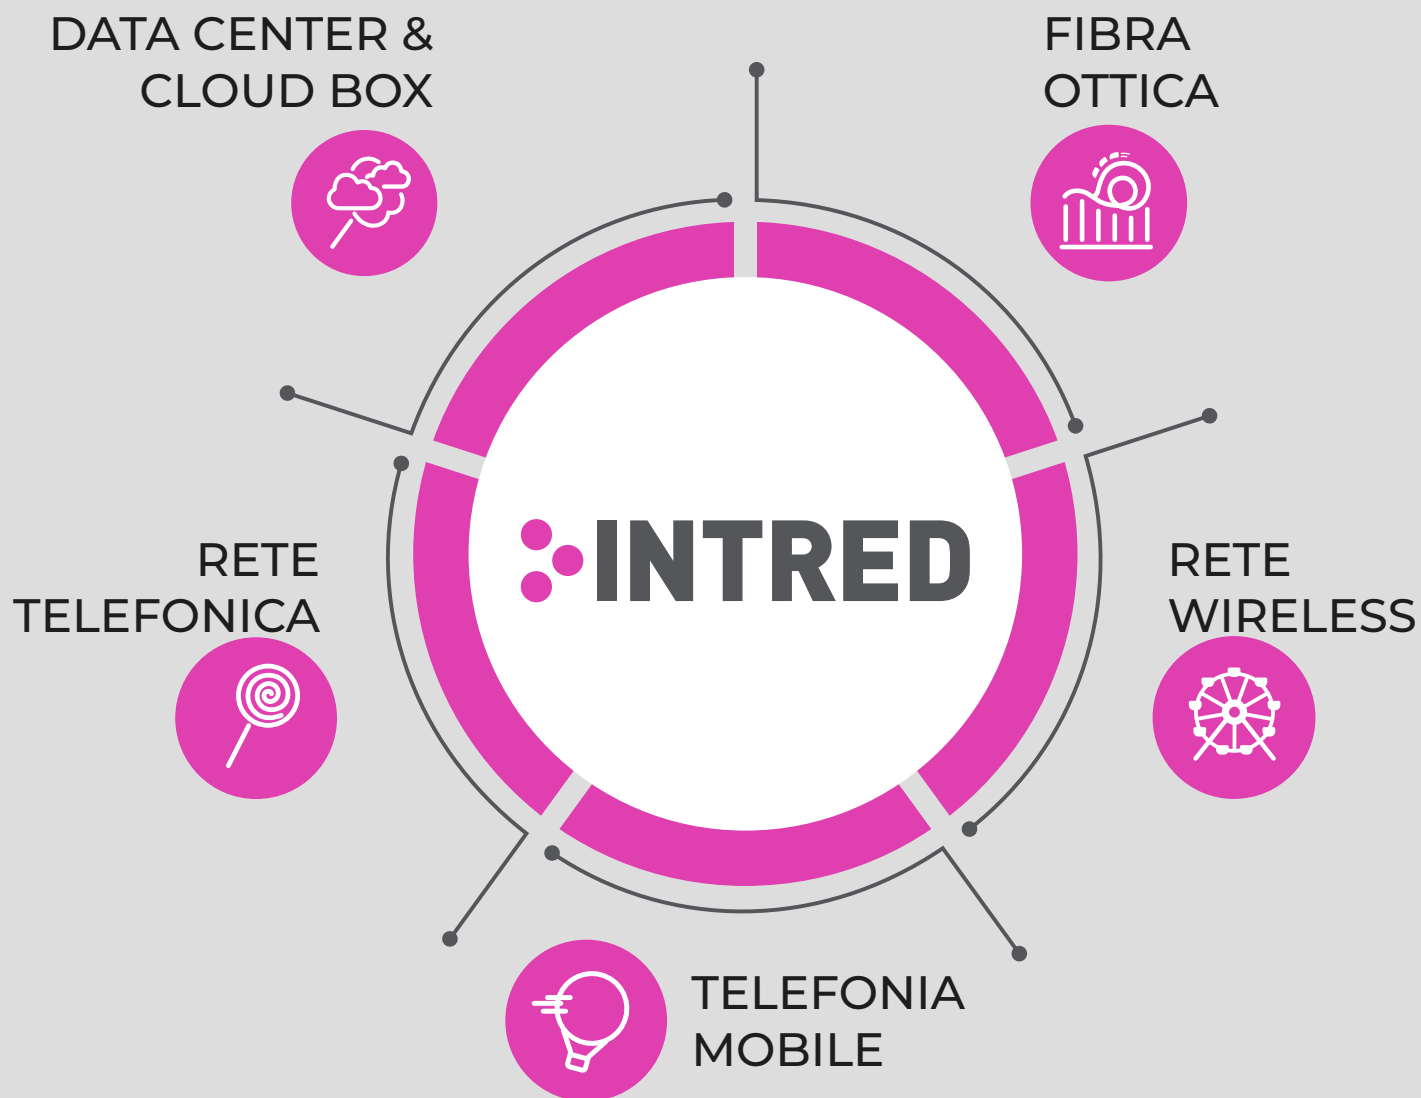 DATA CENTER &
CLOUD BOX
FIBRA
OTTICA
INTRED
RETE
TELEFONICA
RETE
WIRELESS
TELEFONIA
MOBILE